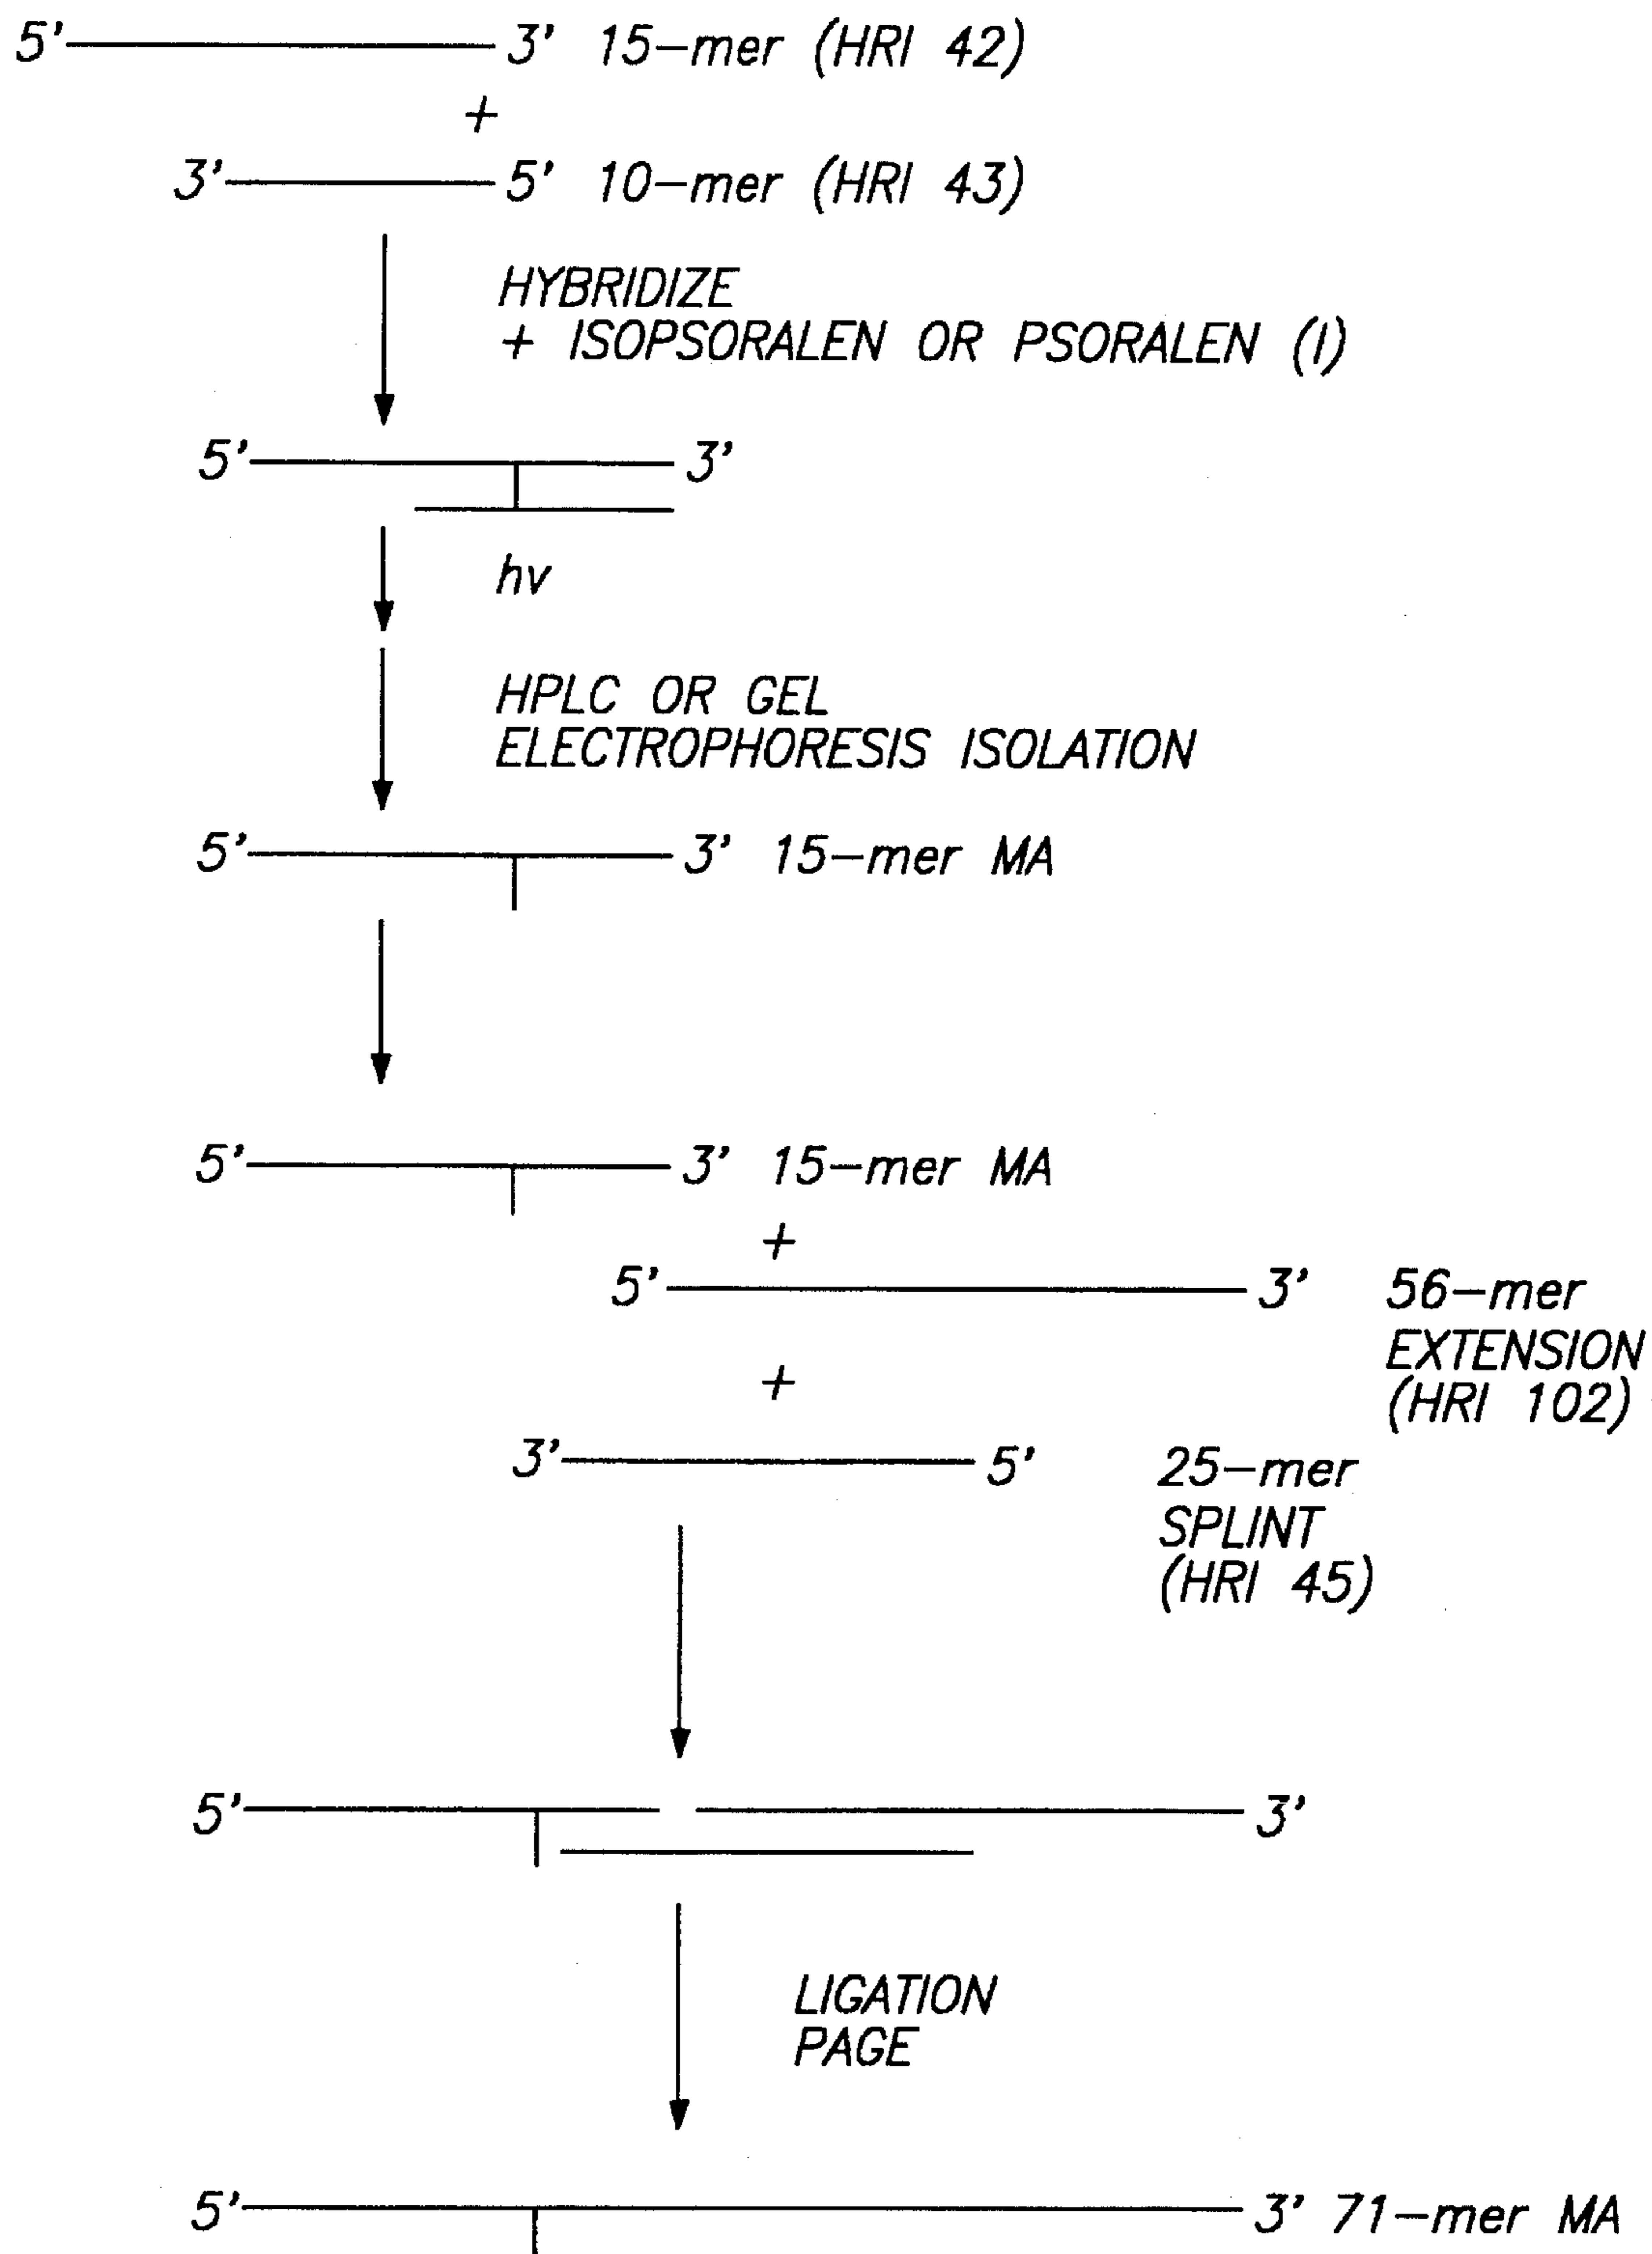 5' 3' 15-mer (HRI 42)
+
3' 5' 10-mer (HRI 43)
HYBRIDIZE
+ ISOPSORALEN OR PSORALEN (I)
5' 3'
hv
HPLC OR GEL
ELECTROPHORESIS ISOLATION
5' 3' 15-mer MA
5' 3' 15-mer MA
+
5' 3' 56-mer
EXTENSION
(HRI 102)
+
3' 5' 25-mer
SPLINT
(HRI 45)
5' 3'
LIGATION
PAGE
5' 3' 71-mer MA